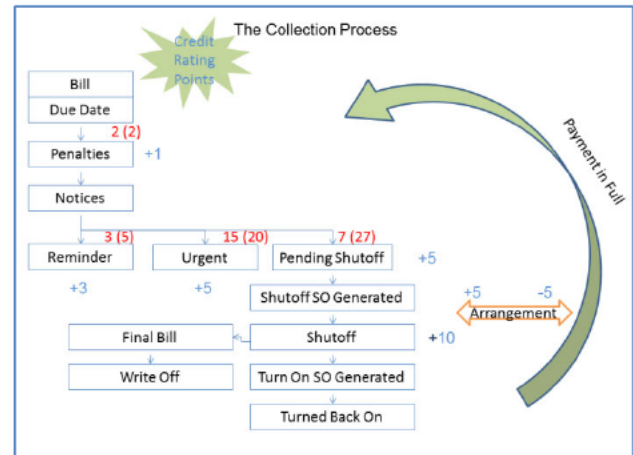 The Collection Process
Credit
Rating
Points
Bill
Due Date
2 (2)
Penalties
+1
Notices
3 (5)
15 (20)
7 (27)
Reminder
Urgent
Pending Shutoff
+5
+3
+5
Shutoff SO Generated
+5
-5
Arrangement
Final Bill
Shutoff
+10
Write Off
Turn On SO Generated
Turned Back On
Payment in Full